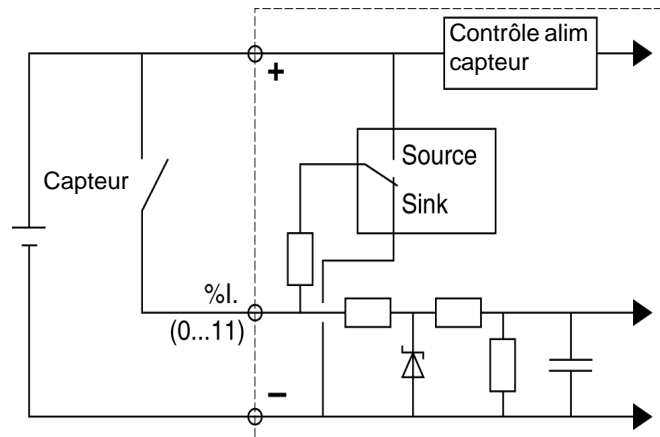 Contrôle alim
capteur
+
Source
Capteur
Sink
%I.
(0...11)
−